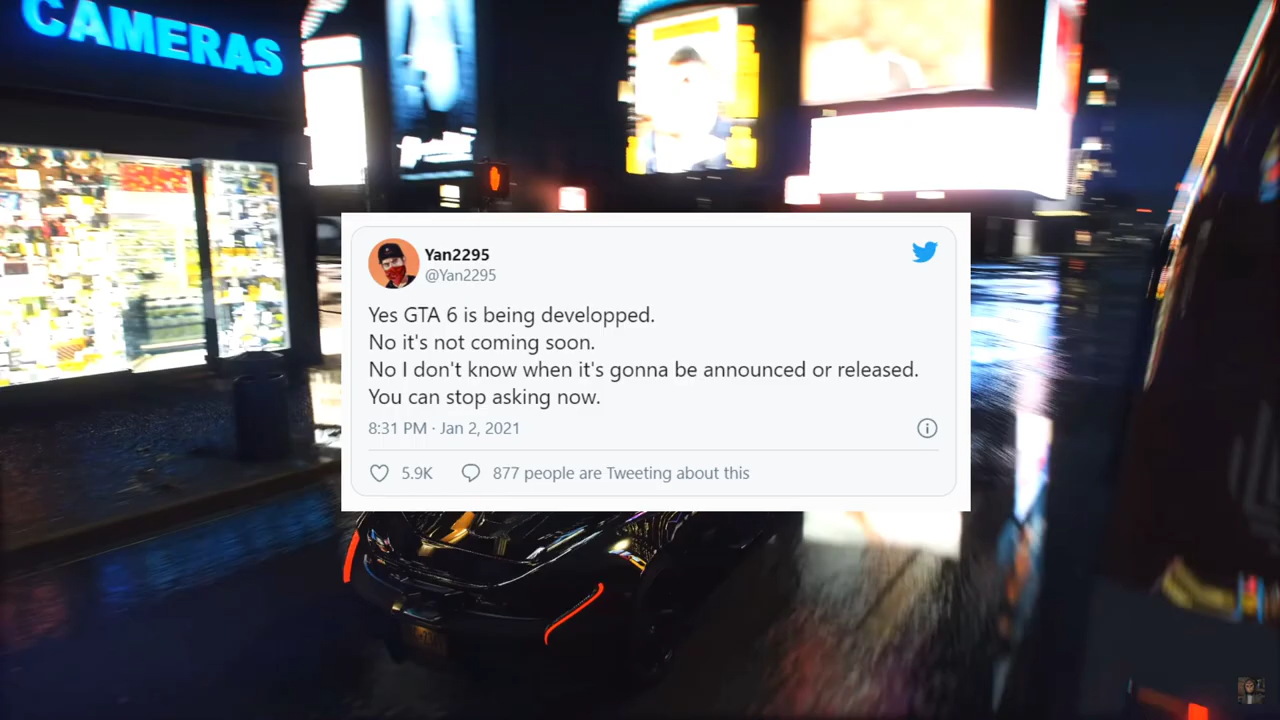 CAMERAS
Yan2295
@Yan2295
Yes GTA 6 is being developped.
No it's not coming soon.
No I don't know when it's gonna be announced or released.
You can stop asking now.
8:31 PM · Jan 2, 2021
5.9K 877 people are Tweeting about this